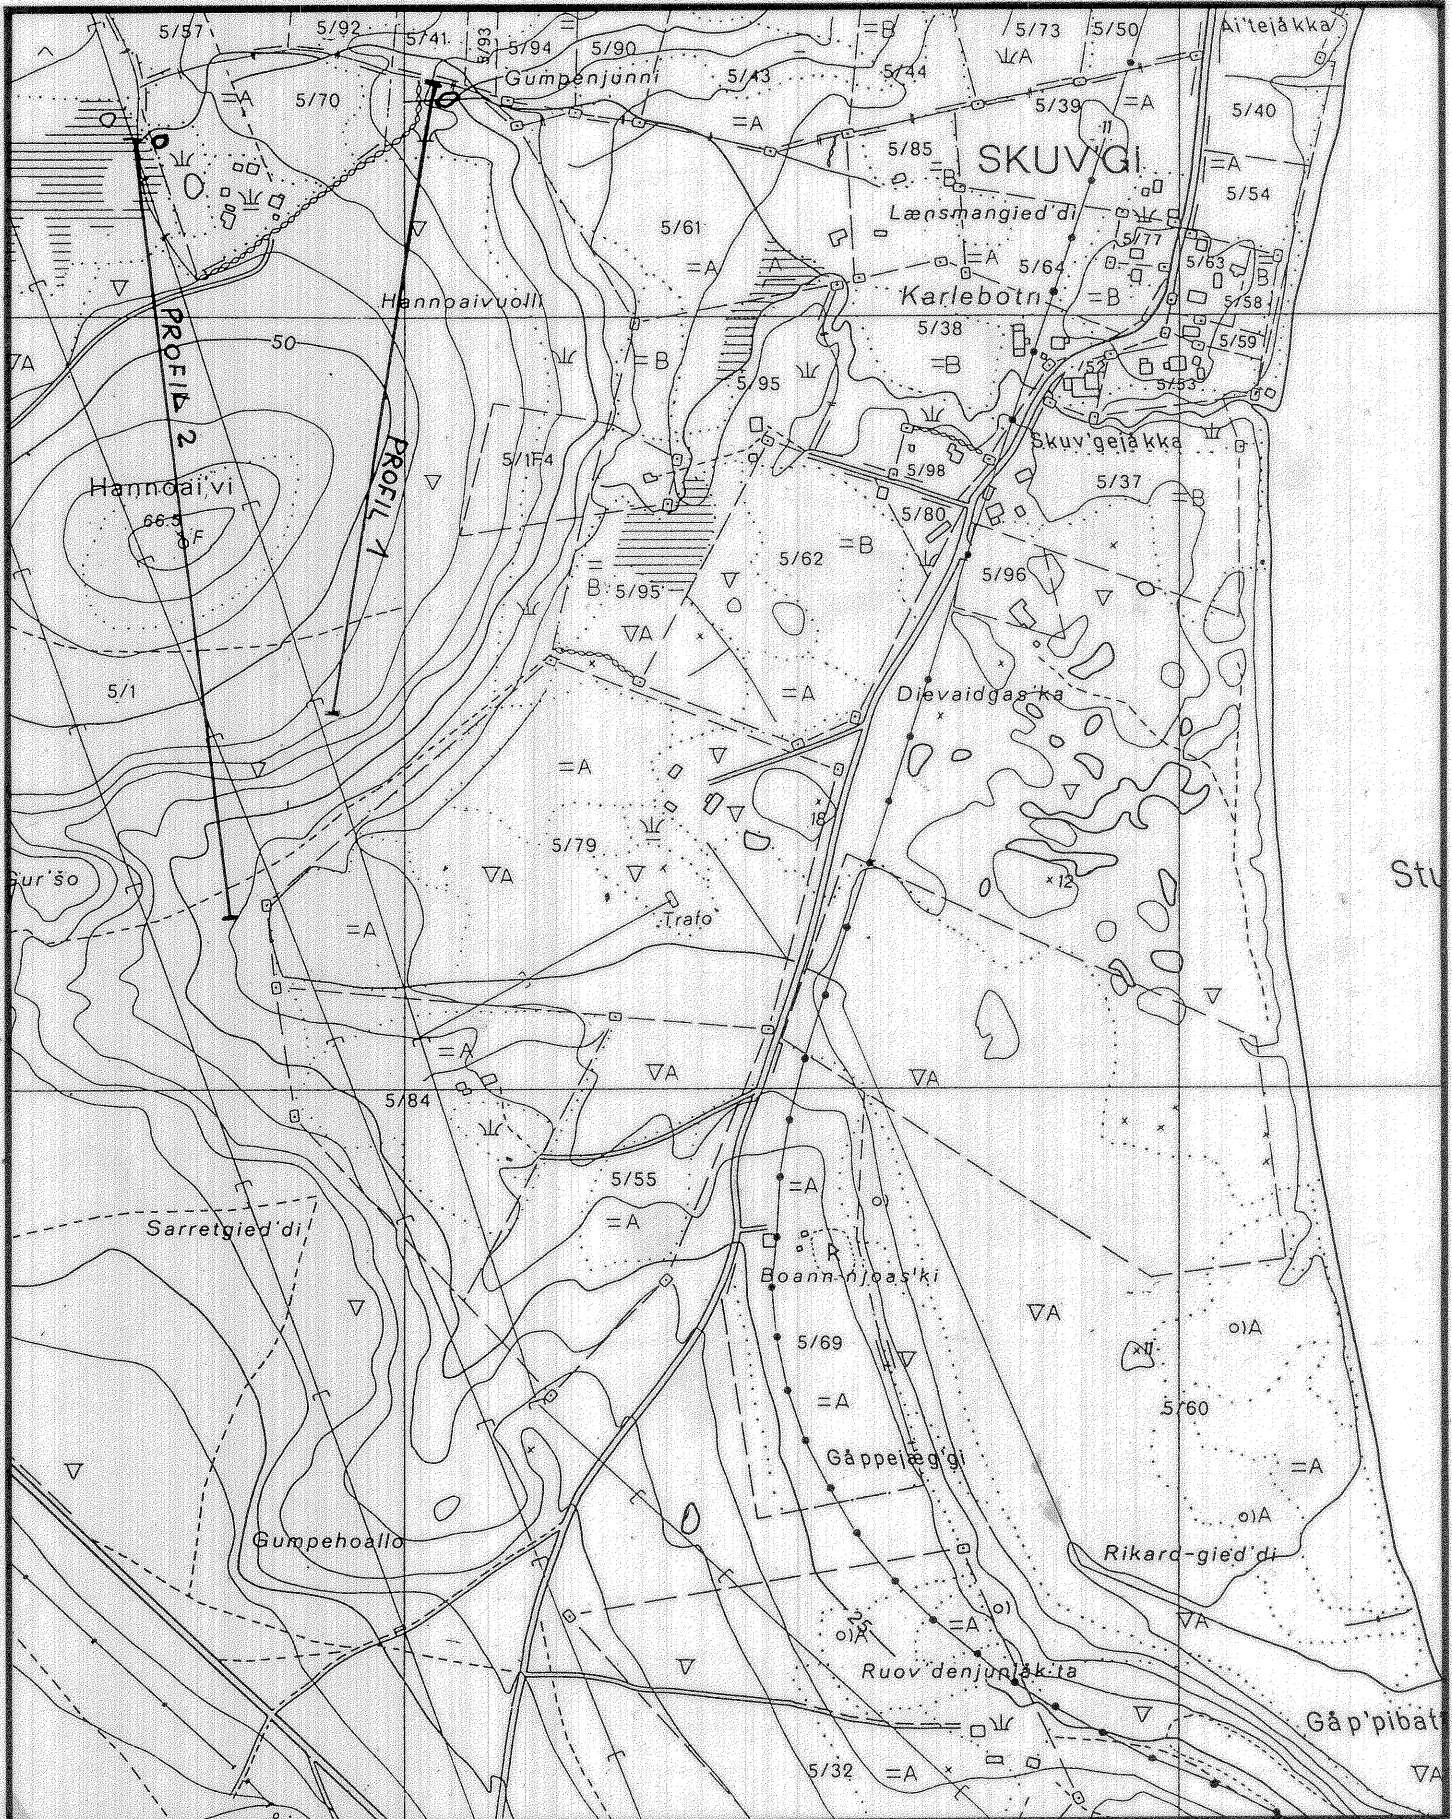 5/57
5/92
5/41
5/93
5/94
5/90
=B
5/73
5/50
Ai'tejåkka
Gumpenjunni
5/43
5/44
A
=A
5/70
5/39
=A
5/40
11
=A
5/85
SKUV'GI
=B
=A
5/54
Lænsmangied'di
5/61
5/77
=A
A
=A
5/64
5/63
=B
Hannoaivuolli
Karlebotn
=B
5/58
PROFIL 2
50
5/38
5/59
A
=B
5/95
=B
52
5/53
PROFIL 1
Skuv'gejåkka
5/1F4
5/98
Hannoai'vi
5/37
=B
66.5
F
5/80
=B
5/62
=B
5/95
5/96
A
5/1
=A
Dievaidgas'ka
=A
18
5/79
A
12
=A
Trafo
Stu
=A
A
A
5/84
5/55
=A
=A
Sarretgied'di
R
Boann-njoas'ki
A
5/69
o)A
11
5/60
=A
Gåppejæg'gi
=A
o)A
Gumpehoallo
Rikard-gied'di
25
=A
o)
o)A
A
Ruov'denjunjåk'ta
Gåp'pibat
5/32
=A
A